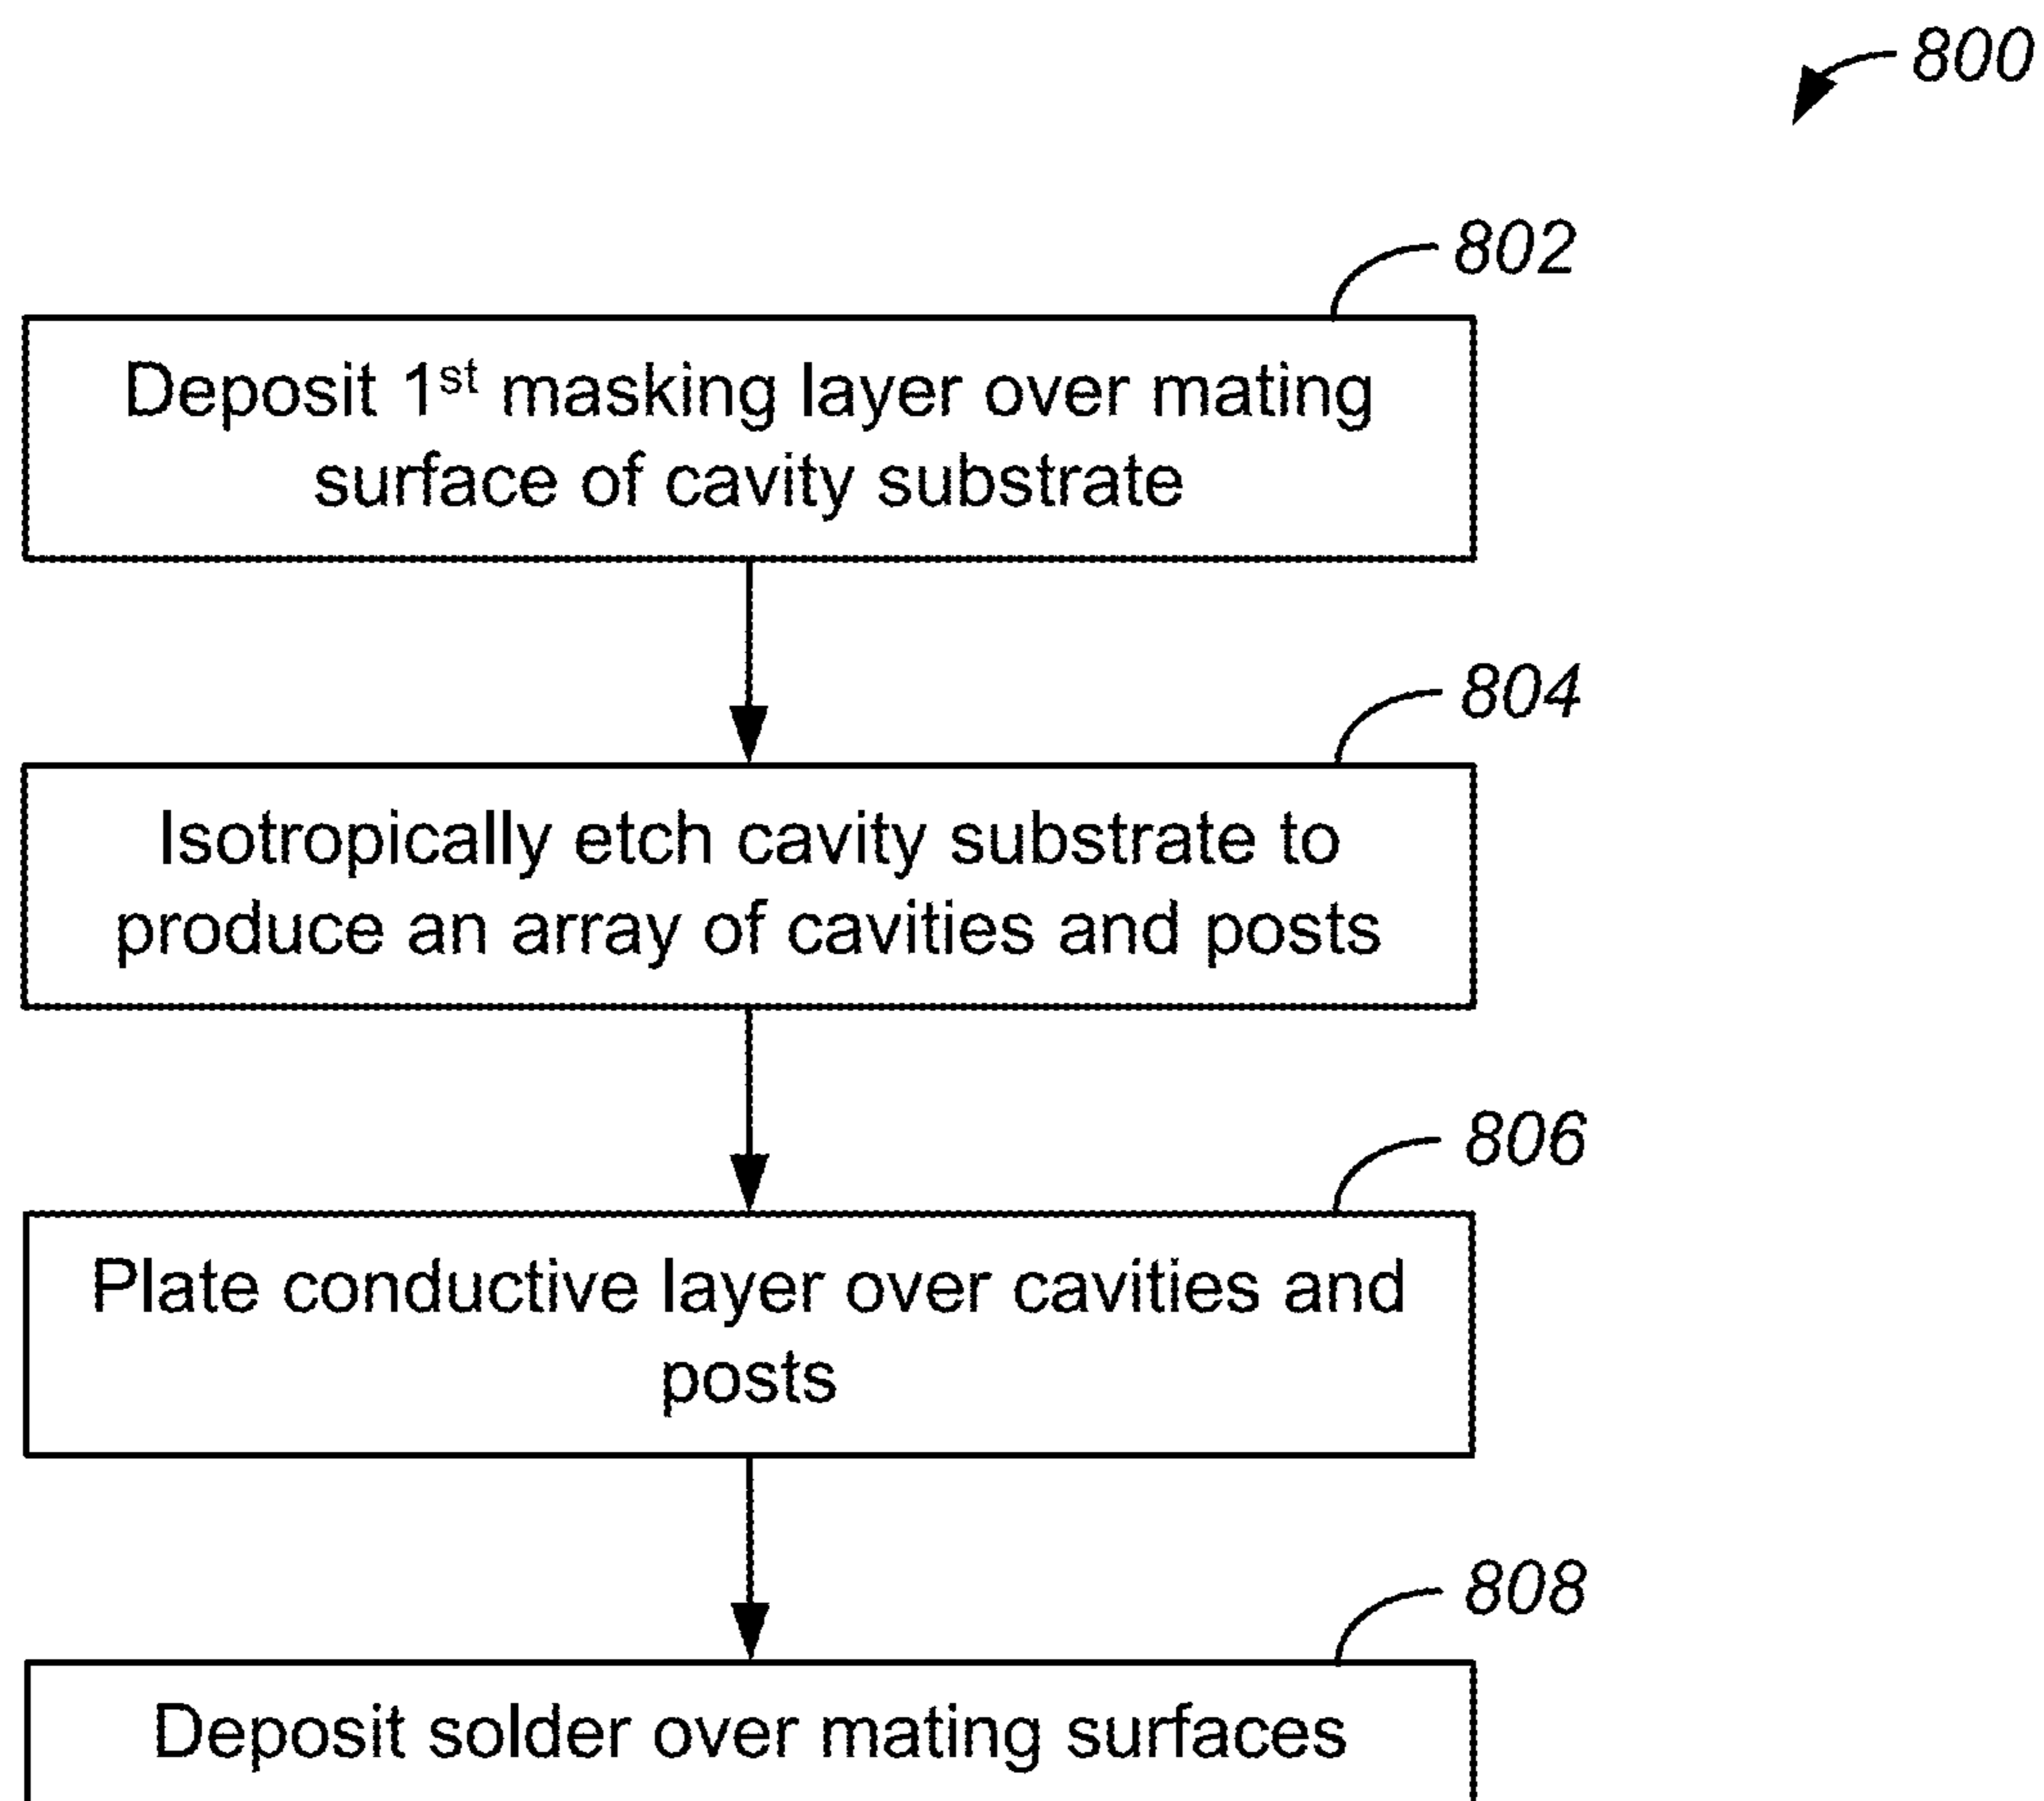 800
802
Deposit 1st masking layer over mating
surface of cavity substrate
804
Isotropically etch cavity substrate to
produce an array of cavities and posts
806
Plate conductive layer over cavities and
posts
808
Deposit solder over mating surfaces